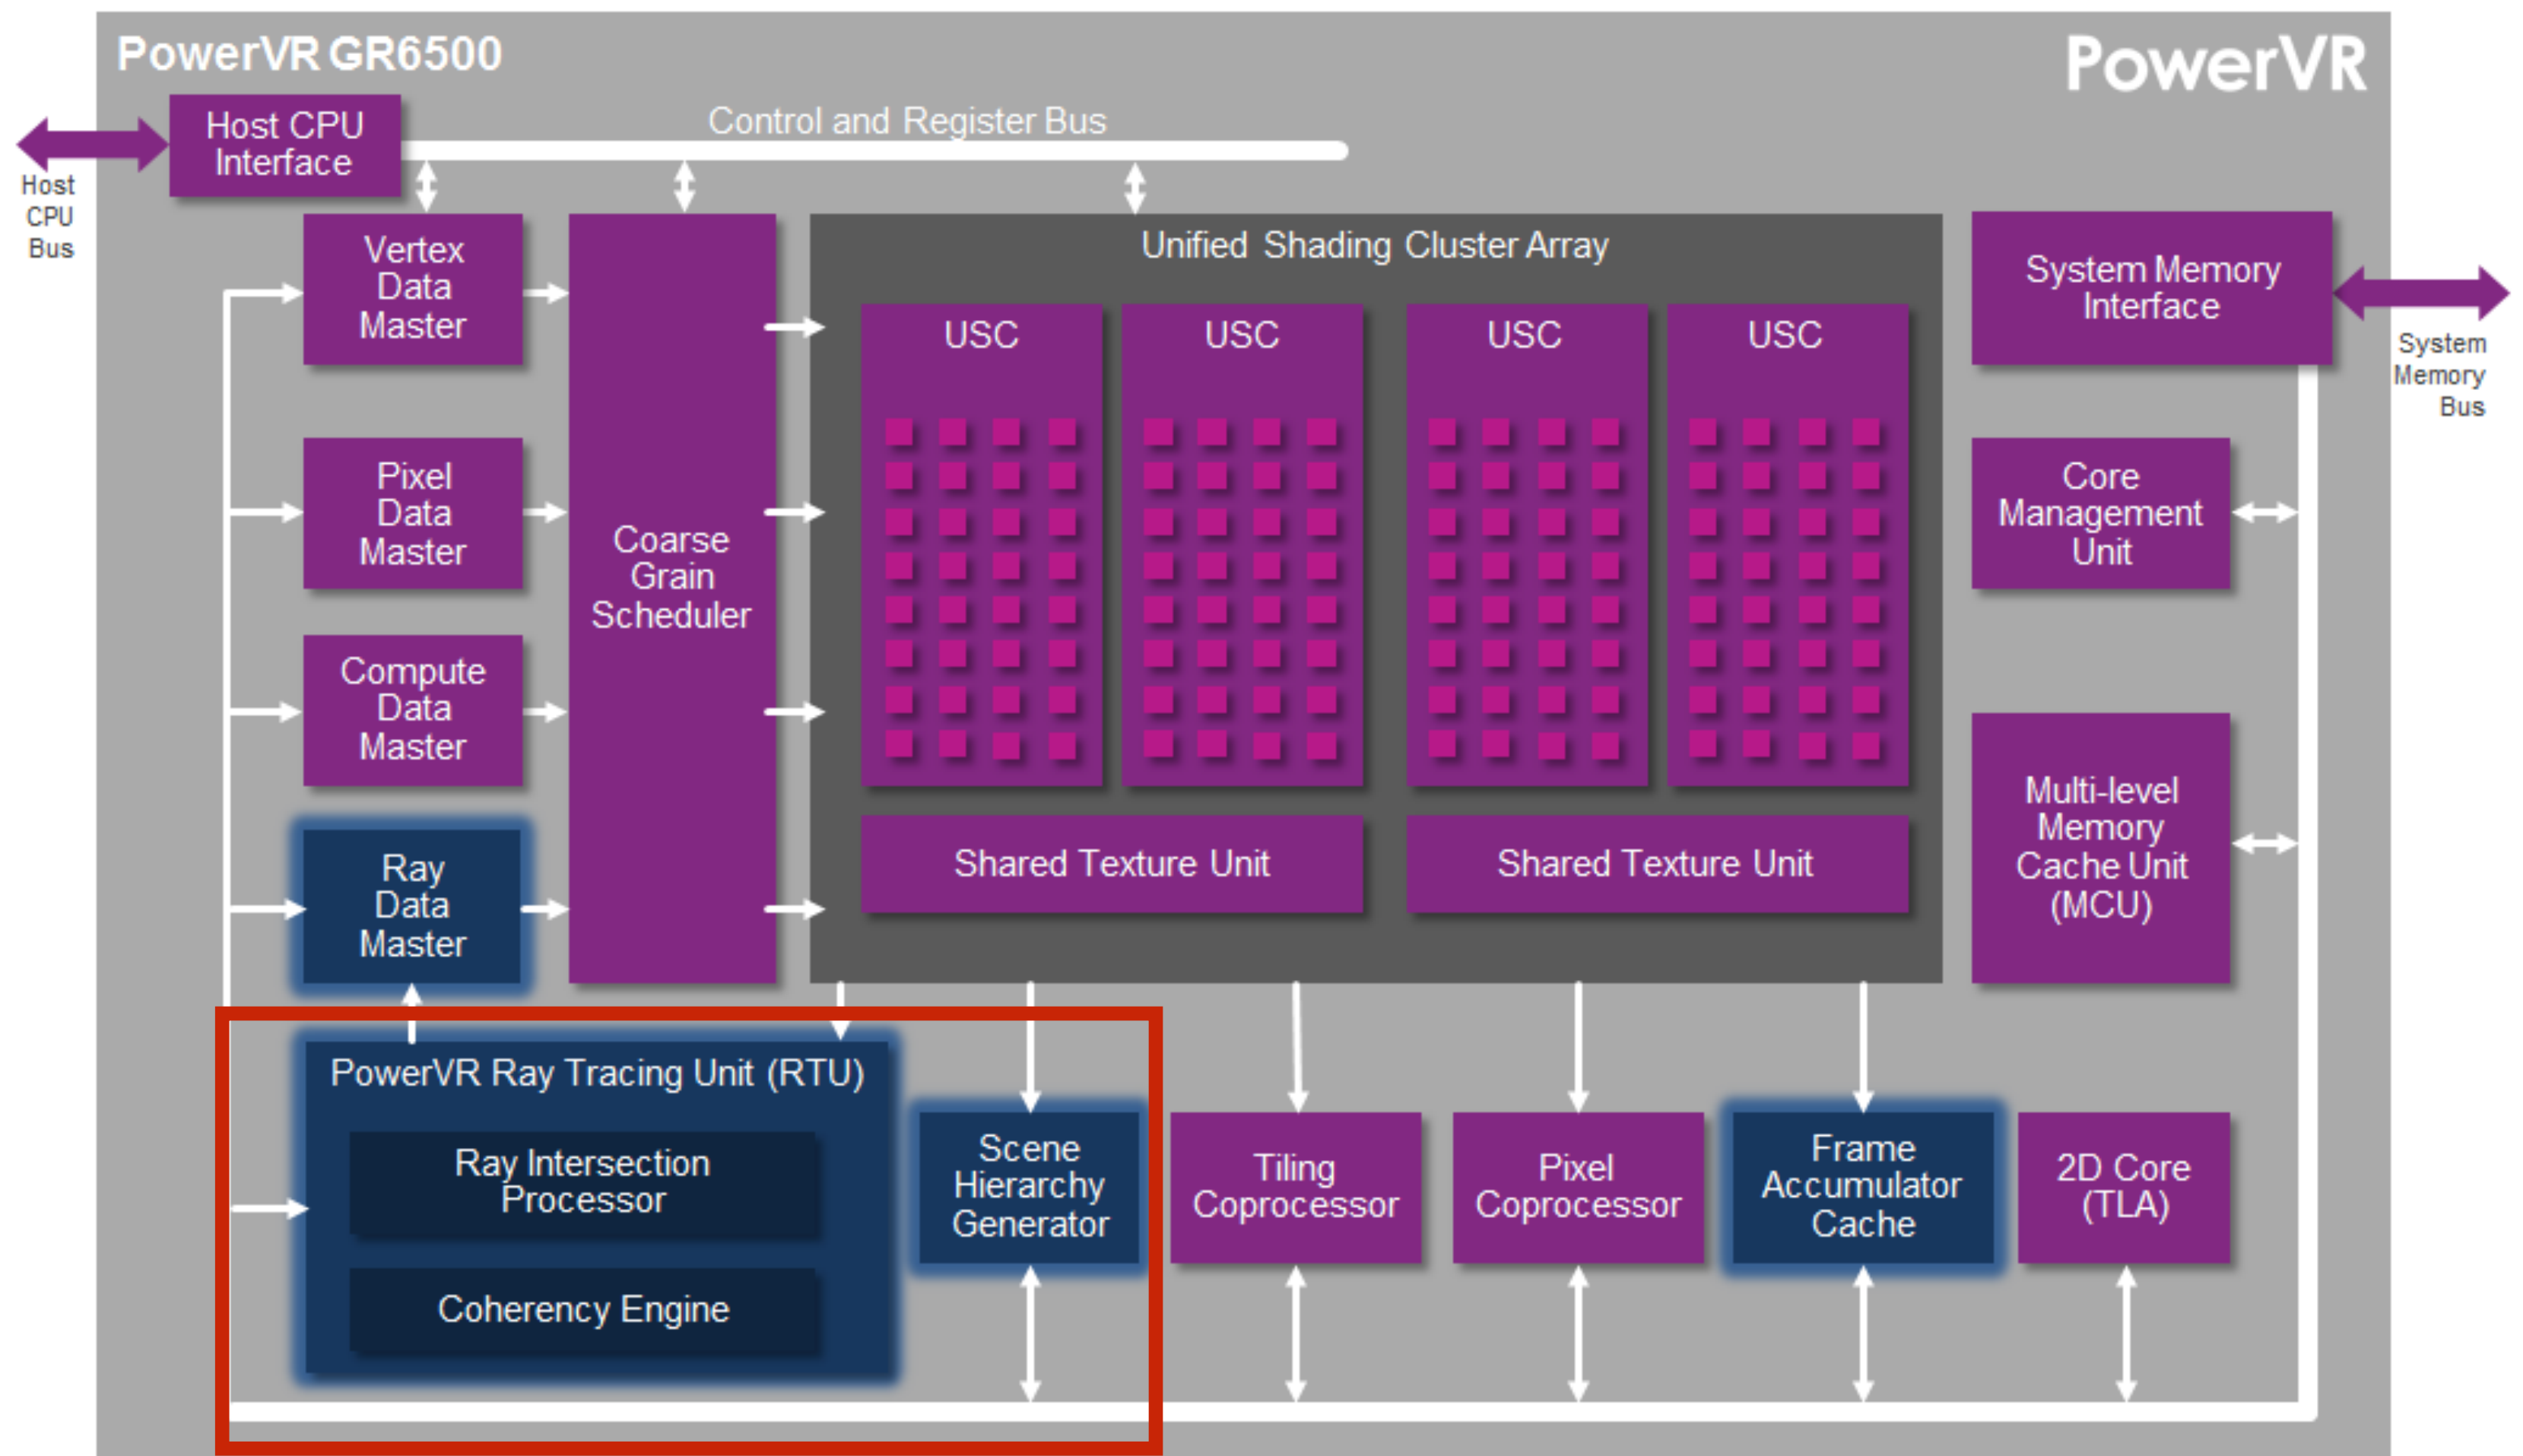 PowerVR GR6500
PowerVR
Host CPU
Interface
Control and Register Bus
Host
CPU
Bus
Vertex
Data
Master
Pixel
Data
Master
Compute
Data
Master
Ray
Data
Master
Coarse
Grain
Scheduler
Unified Shading Cluster Array
USC
USC
USC
USC
Shared Texture Unit
Shared Texture Unit
System Memory
Interface
System
Memory
Bus
Core
Management
Unit
Multi-level
Memory
Cache Unit
(MCU)
PowerVR Ray Tracing Unit (RTU)
Ray Intersection
Processor
Coherency Engine
Scene
Hierarchy
Generator
Tiling
Coprocessor
Pixel
Coprocessor
Frame
Accumulator
Cache
2D Core
(TLA)